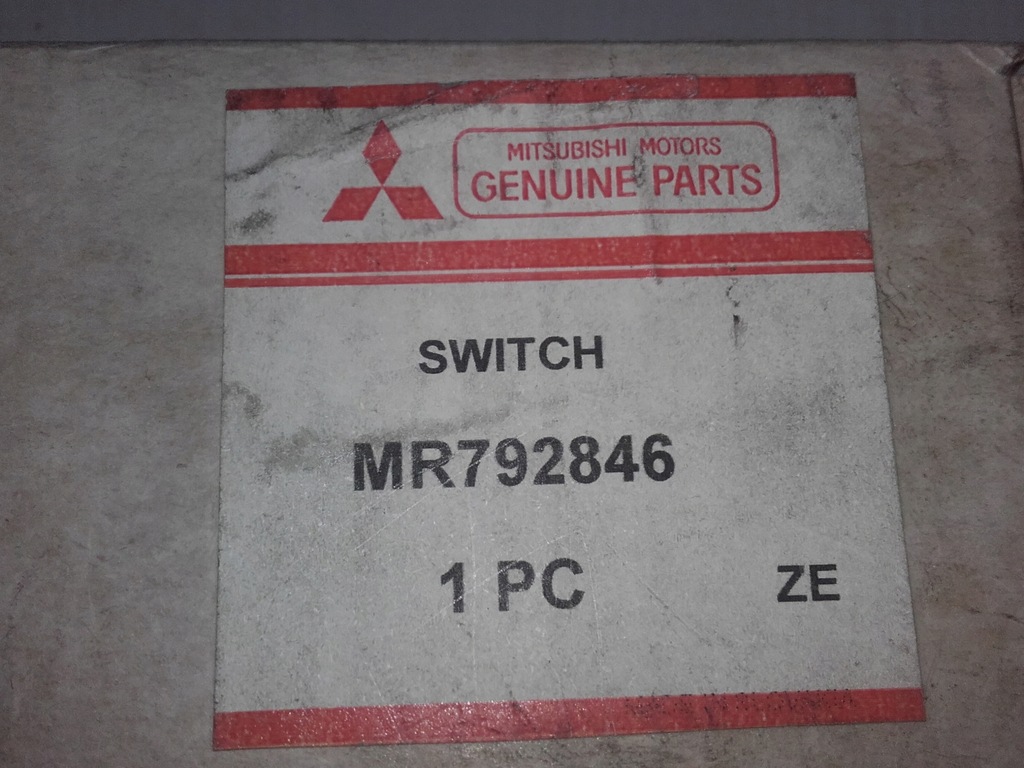 MITSUBISHI MOTORS
GENUINE PARTS
SWITCH
MR792846
1 PC
ZE